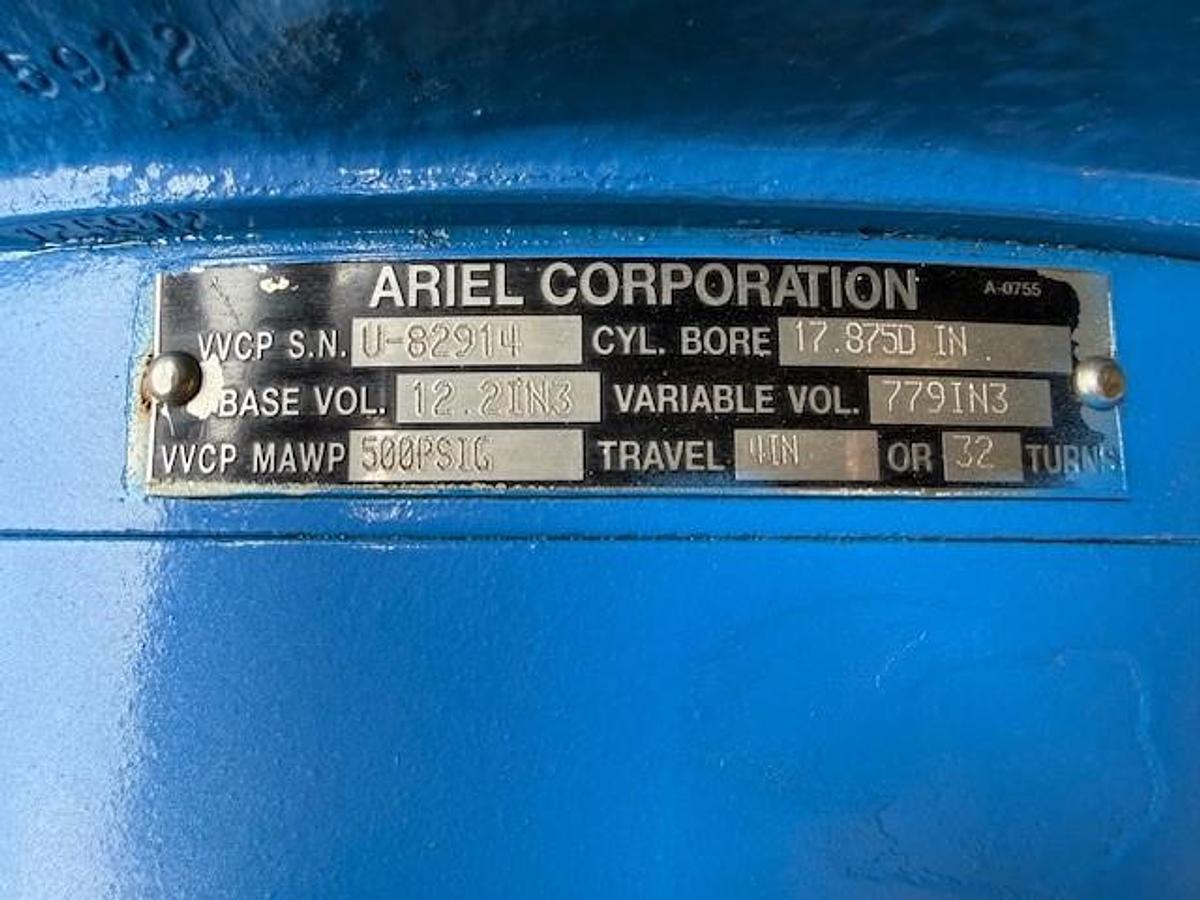 5912
ARIEL CORPORATION A-0755
VVCP S.N. U-82914 CYL. BORE 17.875D IN
BASE VOL. 12.2IN3 VARIABLE VOL. 779IN3
VVCP MAWP 500PSIG TRAVEL 4IN OR 32 TURNS